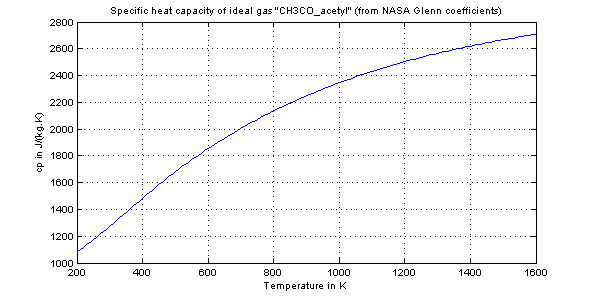 Specific heat capacity of ideal gas "CH3CO_acetyl" (from NASA Glenn coefficients)
2800
2600
2400
2200
2000
1800
1600
1400
1200
1000
cp in J/(kg.K)
200 400 600 800 1000 1200 1400 1600
Temperature in K